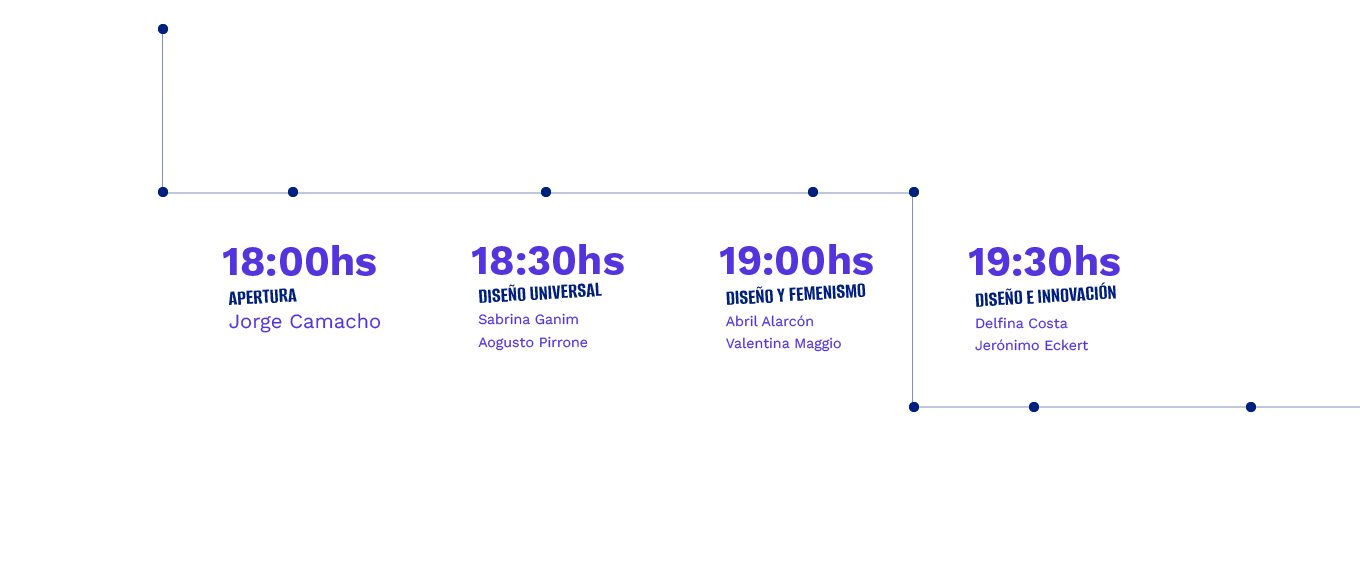 18:00hs
APERTURA
Jorge Camacho
18:30hs
DISEÑO UNIVERSAL
Sabrina Ganim
Aogusto Pirrone
19:00hs
DISEÑO Y FEMENISMO
Abril Alarcón
Valentina Maggio
19:30hs
DISEÑO E INNOVACIÓN
Delfina Costa
Jerónimo Eckert